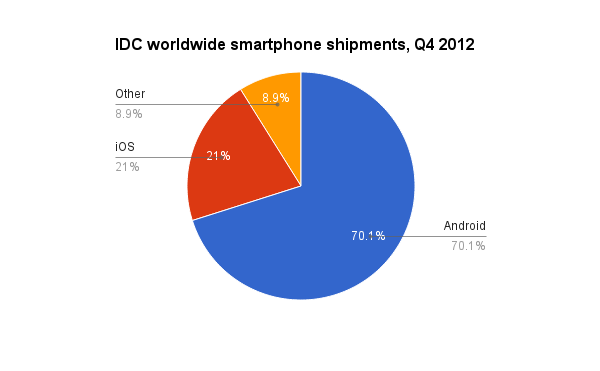 IDC worldwide smartphone shipments, Q4 2012
Other
8.9%
8.9%
iOS
21%
21%
Android
70.1%
70.1%